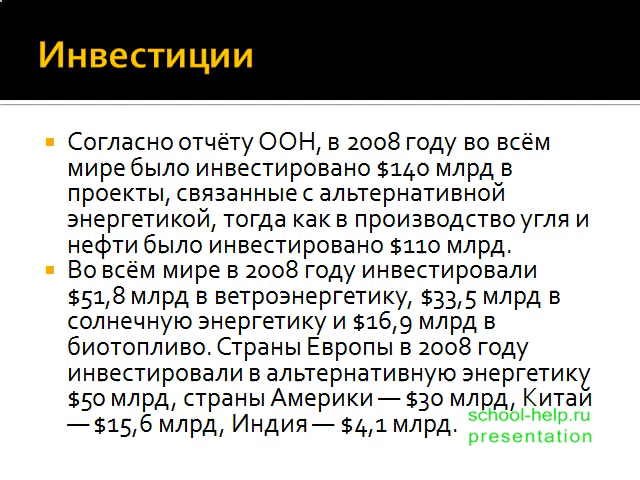 Инвестиции
Согласно отчёту ООН, в 2008 году во всём
мире было инвестировано $140 млрд в
проекты, связанные с альтернативной
энергетикой, тогда как в производство угля и
нефти было инвестировано $110 млрд.
Во всём мире в 2008 году инвестировали
$51,8 млрд в ветроэнергетику, $33,5 млрд в
солнечную энергетику и $16,9 млрд в
биотопливо. Страны Европы в 2008 году
инвестировали в альтернативную энергетику
$50 млрд, страны Америки — $30 млрд, Китай
— $15,6 млрд, Индия — $4,1 млрд.
school-help.ru
presentation